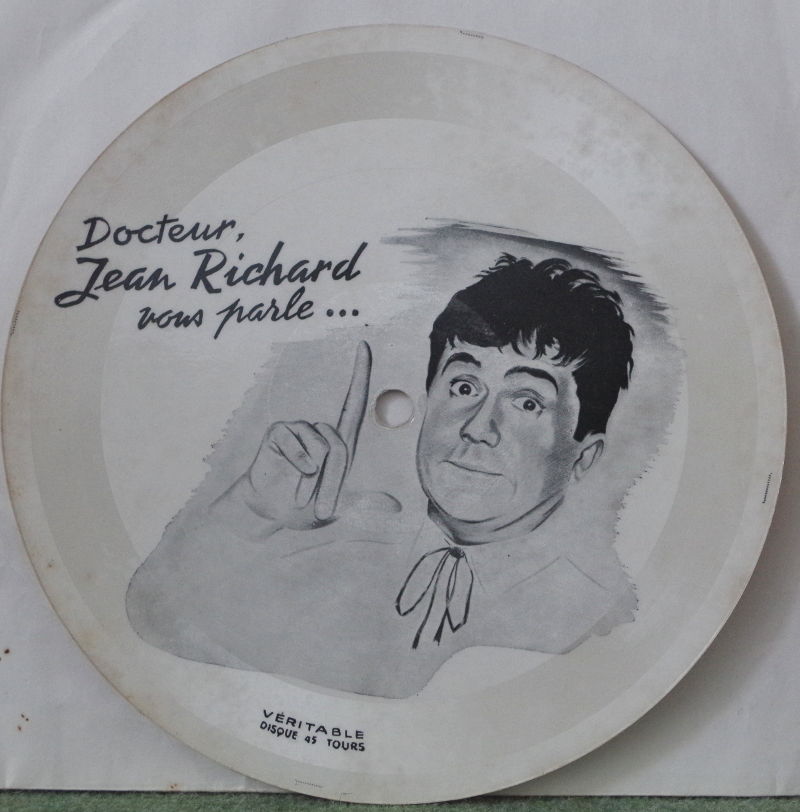 Docteur,
Jean Richard
vous parle ...
VÉRITABLE
DISQUE 45 TOURS